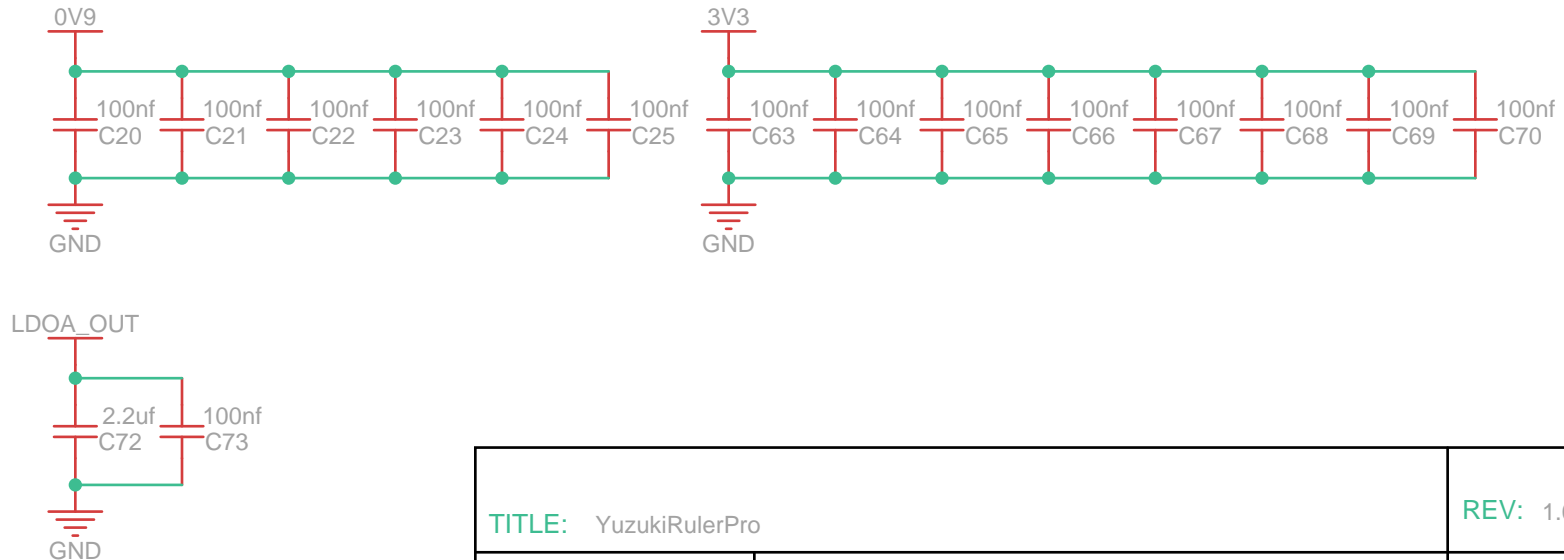 0V9
100nf 100nf 100nf 100nf 100nf 100nf
C20 C21 C22 C23 C24 C25
GND
3V3
100nf 100nf 100nf 100nf 100nf 100nf 100nf 100nf
C63 C64 C65 C66 C67 C68 C69 C70
GND
LDOA_OUT
2.2uf 100nf
C72 C73
GND
TITLE: YuzukiRulerPro
REV: